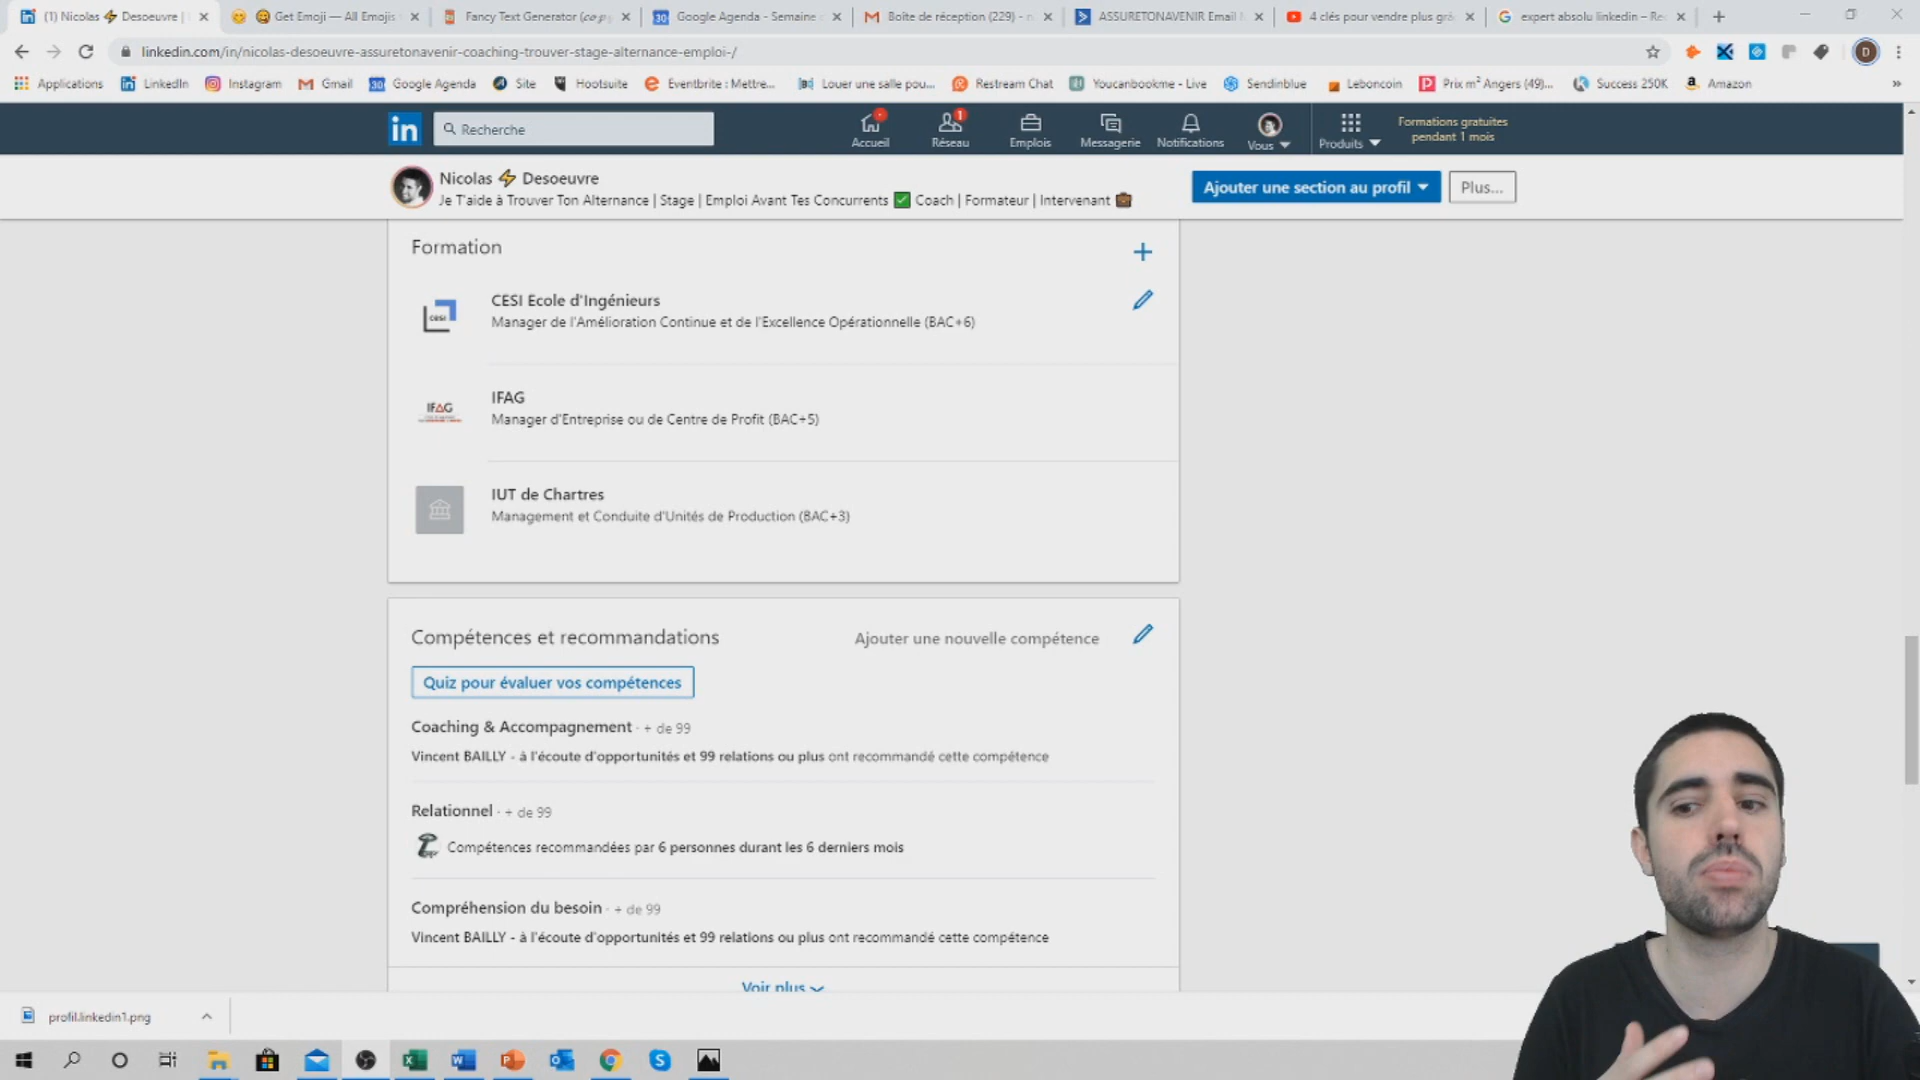 (1) Nicolas ⚡ Desoeuvre |
Get Emoji — All Emojis
Fancy Text Generator
Google Agenda - Semaine
Boîte de réception (229) -
ASSURETONAVENIR Email
4 clés pour vendre plus grâ
expert absolu linkedin – Re
linkedin.com/in/nicolas-desoeuvre-assuretonavenir-coaching-trouver-stage-alternance-emploi-/
D
Applications
LinkedIn
Instagram
Gmail
Google Agenda
Site
Hootsuite
Eventbrite : Mettre...
Louer une salle pou...
Restream Chat
Youcanbookme - Live
Sendinblue
Leboncoin
Prix m² Angers (49)...
Success 250K
Amazon
»
in
Recherche
Accueil
1
Réseau
Emplois
Messagerie
Notifications
Vous
Produits
Formations gratuites
pendant 1 mois
Nicolas ⚡ Desoeuvre
Je T'aide à Trouver Ton Alternance | Stage | Emploi Avant Tes Concurrents ✅ Coach | Formateur | Intervenant 💼
Ajouter une section au profil
Plus...
Formation
cesi
CESI Ecole d'Ingénieurs
Manager de l'Amélioration Continue et de l'Excellence Opérationnelle (BAC+6)
IFAG
IFAG
Manager d'Entreprise ou de Centre de Profit (BAC+5)
IUT de Chartres
Management et Conduite d'Unités de Production (BAC+3)
Compétences et recommandations
Ajouter une nouvelle compétence
Quiz pour évaluer vos compétences
Coaching & Accompagnement · + de 99
Vincent BAILLY - à l'écoute d'opportunités et 99 relations ou plus ont recommandé cette compétence
Relationnel · + de 99
Compétences recommandées par 6 personnes durant les 6 derniers mois
Compréhension du besoin · + de 99
Vincent BAILLY - à l'écoute d'opportunités et 99 relations ou plus ont recommandé cette compétence
Voir plus
profil.linkedin1.png